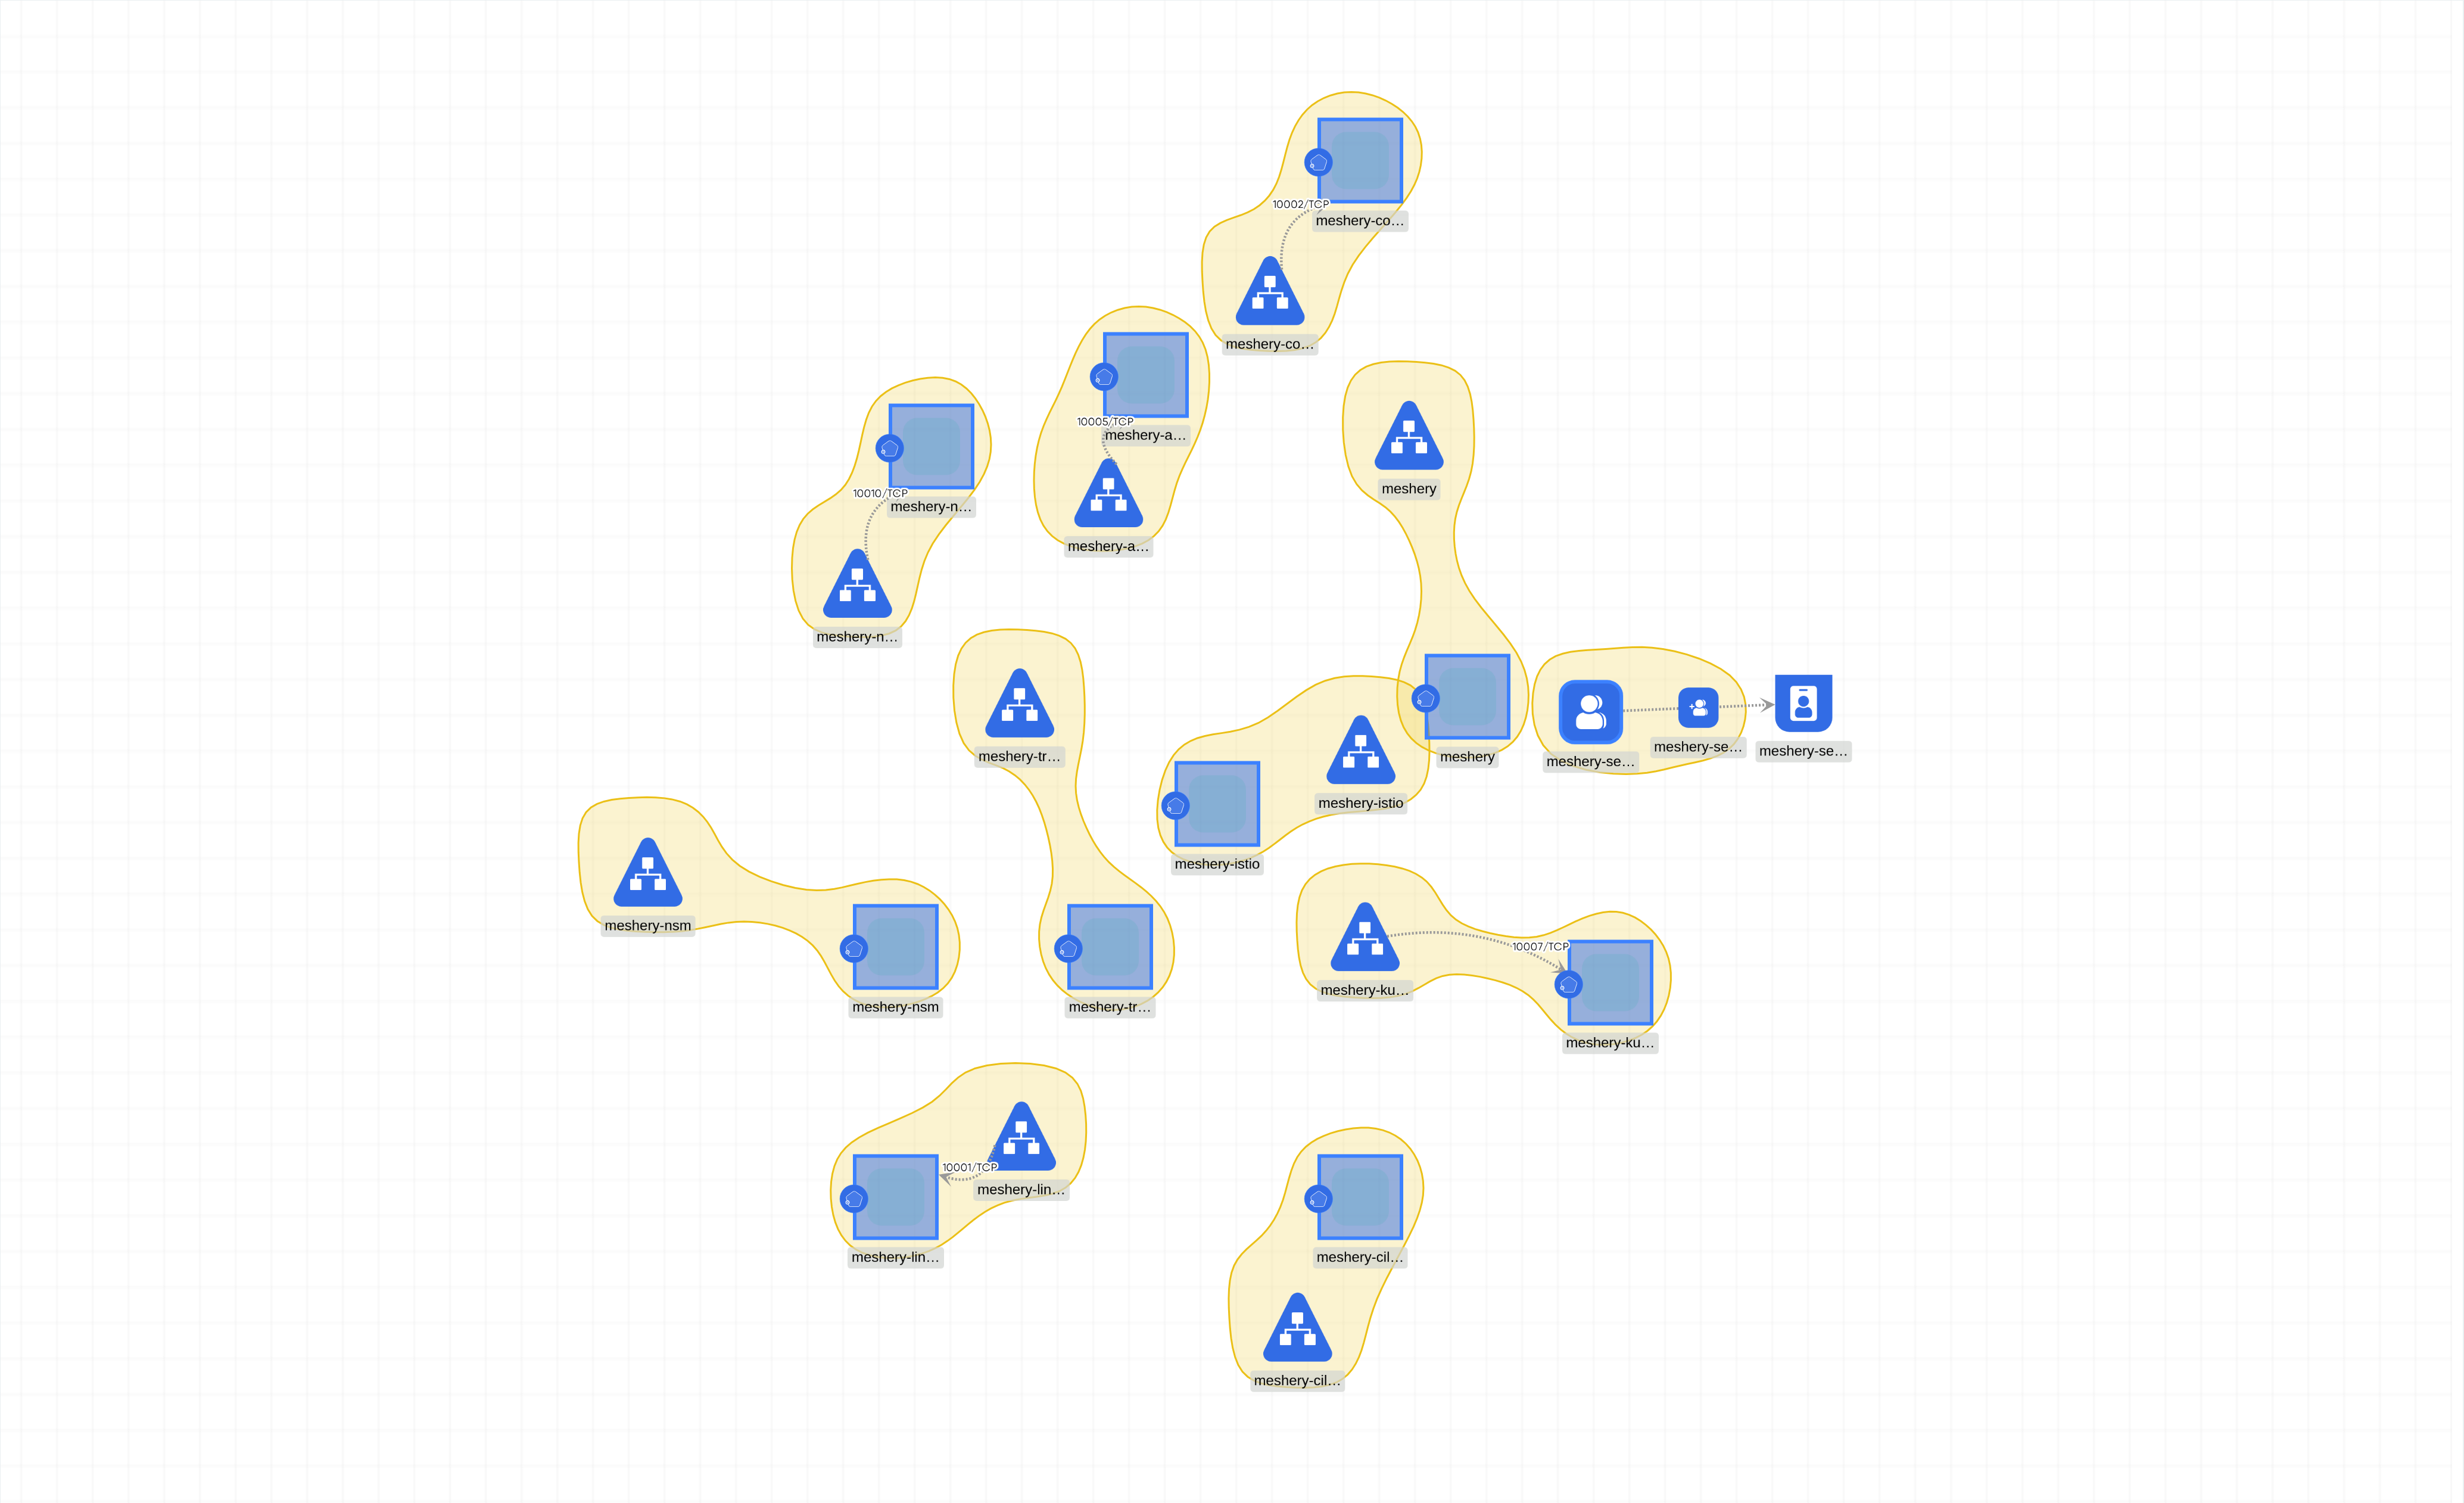 10002/TCP
meshery-co...
meshery-co...
10005/TCP
meshery-a...
meshery-a...
10010/TCP
meshery-n...
meshery-n...
meshery
meshery
meshery-se...
meshery-se...
meshery-se...
meshery-tr...
meshery-tr...
meshery-istio
meshery-istio
meshery-nsm
meshery-nsm
10007/TCP
meshery-ku...
meshery-ku...
10001/TCP
meshery-lin...
meshery-lin...
meshery-cil...
meshery-cil...